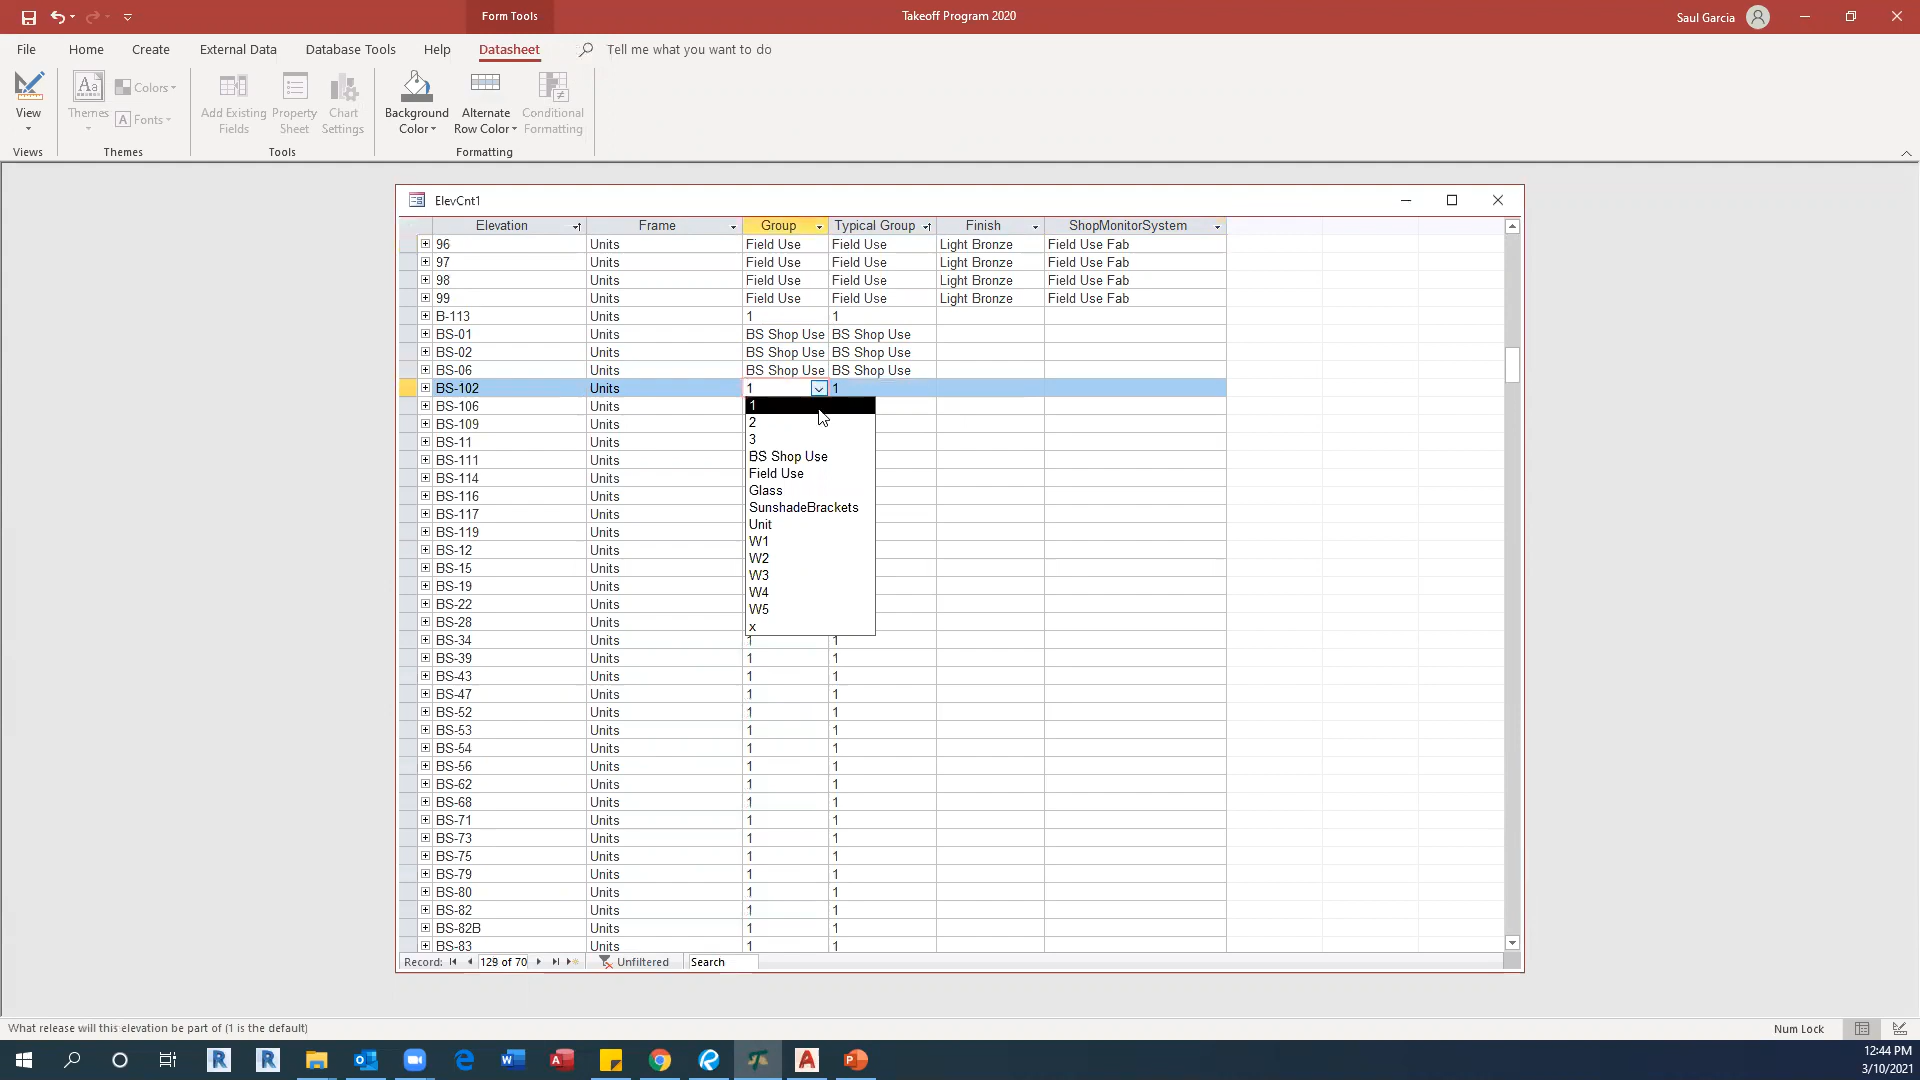 Form Tools
Takeoff Program 2020
Saul Garcia
File Home Create External Data Database Tools Help Datasheet Tell me what you want to do
View
Themes
Colors
A Fonts
Add Existing Fields
Property Sheet
Chart Settings
Background Color
Alternate Row Color
Conditional Formatting
Views Themes Tools Formatting
ElevCnt1
Elevation Frame Group Typical Group Finish ShopMonitorSystem
96 Units Field Use Field Use Light Bronze Field Use Fab
97 Units Field Use Field Use Light Bronze Field Use Fab
98 Units Field Use Field Use Light Bronze Field Use Fab
99 Units Field Use Field Use Light Bronze Field Use Fab
B-113 Units 1 1
BS-01 Units BS Shop Use BS Shop Use
BS-02 Units BS Shop Use BS Shop Use
BS-06 Units BS Shop Use BS Shop Use
BS-102 Units 1 1
BS-106 Units
BS-109 Units
BS-11 Units
BS-111 Units
BS-114 Units
BS-116 Units
BS-117 Units
BS-119 Units
BS-12 Units
BS-15 Units
BS-19 Units
BS-22 Units
BS-28 Units
BS-34 Units 1 1
BS-39 Units 1 1
BS-43 Units 1 1
BS-47 Units 1 1
BS-52 Units 1 1
BS-53 Units 1 1
BS-54 Units 1 1
BS-56 Units 1 1
BS-62 Units 1 1
BS-68 Units 1 1
BS-71 Units 1 1
BS-73 Units 1 1
BS-75 Units 1 1
BS-79 Units 1 1
BS-80 Units 1 1
BS-82 Units 1 1
BS-82B Units 1 1
BS-83 Units 1 1
1
2
3
BS Shop Use
Field Use
Glass
SunshadeBrackets
Unit
W1
W2
W3
W4
W5
x
Record: 129 of 70 Unfiltered Search
What release will this elevation be part of (1 is the default)
Num Lock
12:44 PM
3/10/2021